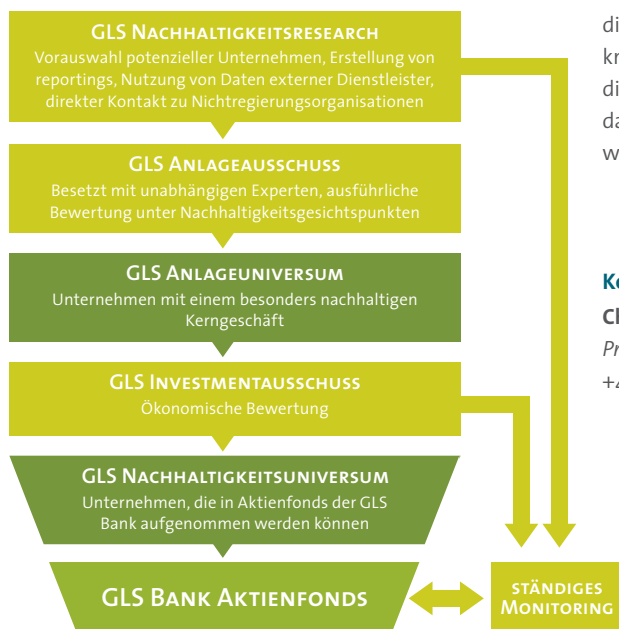 GLS Nachhaltigkeitsresearch
Vorauswahl potenzieller Unternehmen, Erstellung von
reportings, Nutzung von Daten externer Dienstleister,
direkter Kontakt zu Nichtregierungsorganisationen
GLS Anlageausschuss
Besetzt mit unabhängigen Experten, ausführliche
Bewertung unter Nachhaltigkeitsgesichtspunkten
GLS Anlageuniversum
Unternehmen mit einem besonders nachhaltigen
Kerngeschäft
GLS Investmentausschuss
Ökonomische Bewertung
GLS Nachhaltigkeitsuniversum
Unternehmen, die in Aktienfonds der GLS
Bank aufgenommen werden können
GLS Bank Aktienfonds
ständiges
Monitoring